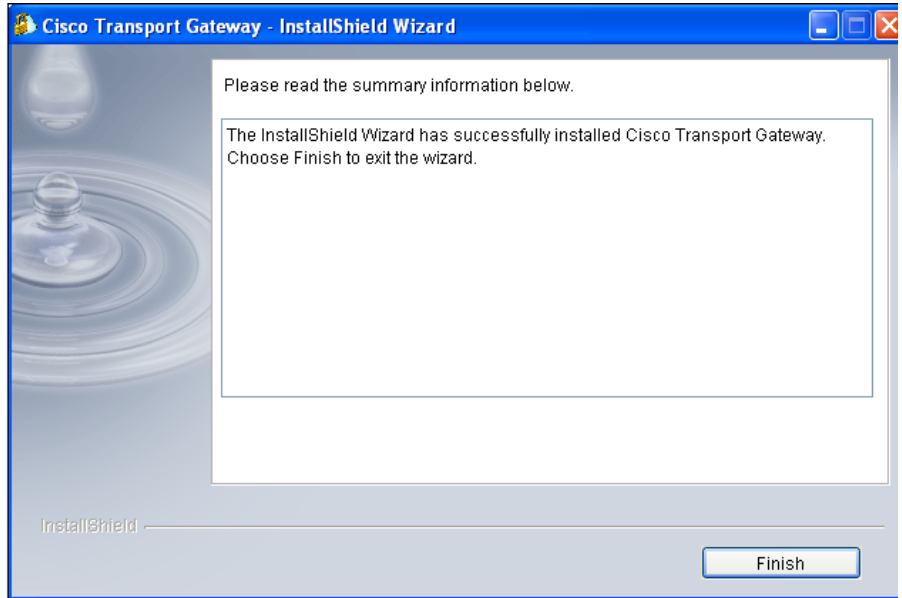 Cisco Transport Gateway - InstallShield Wizard
Please read the summary information below.
The InstallShield Wizard has successfully installed Cisco Transport Gateway.
Choose Finish to exit the wizard.
InstallShield
Finish